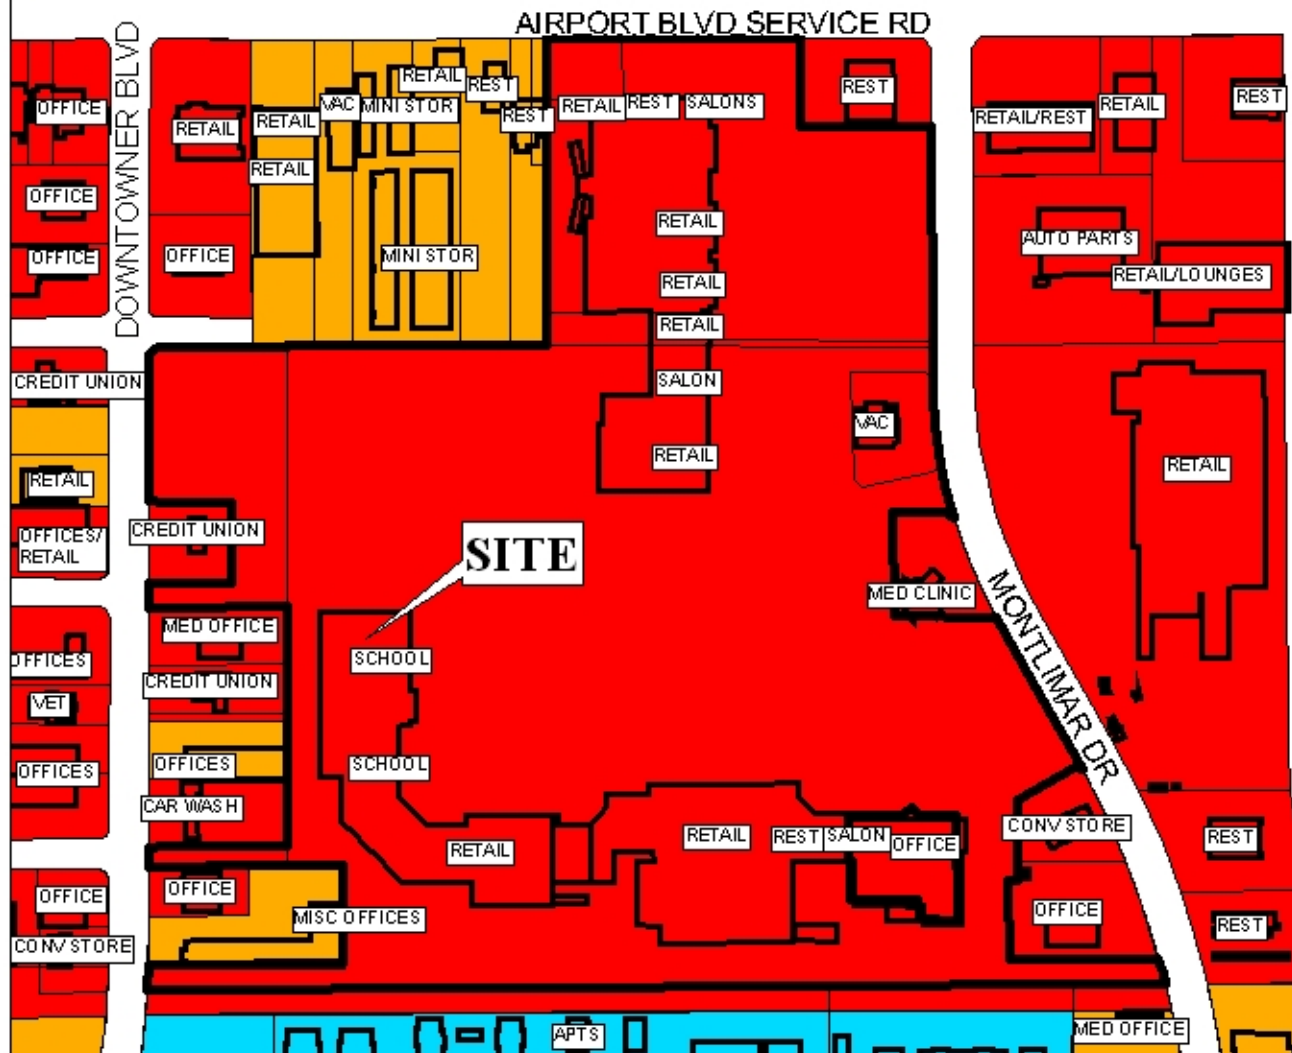 AIRPORT BLVD SERVICE RD
DOWNTOWNER BLVD
MONTLIMAR DR
OFFICE
RETAIL
RETAIL
VAC
MINI STOR
RETAIL
REST
REST
RETAIL
REST
SALONS
REST
RETAIL/REST
RETAIL
REST
RETAIL
OFFICE
OFFICE
OFFICE
MINI STOR
RETAIL
AUTO PARTS
RETAIL/LOUNGES
RETAIL
RETAIL
CREDIT UNION
SALON
VAC
RETAIL
RETAIL
RETAIL
OFFICES/
RETAIL
CREDIT UNION
SITE
MED CLINIC
MED OFFICE
OFFICES
SCHOOL
CREDIT UNION
VET
OFFICES
OFFICES
SCHOOL
CAR WASH
RETAIL
RETAIL
REST
SALON
OFFICE
CONV STORE
REST
OFFICE
OFFICE
MISC OFFICES
OFFICE
REST
CONV STORE
APTS
MED OFFICE